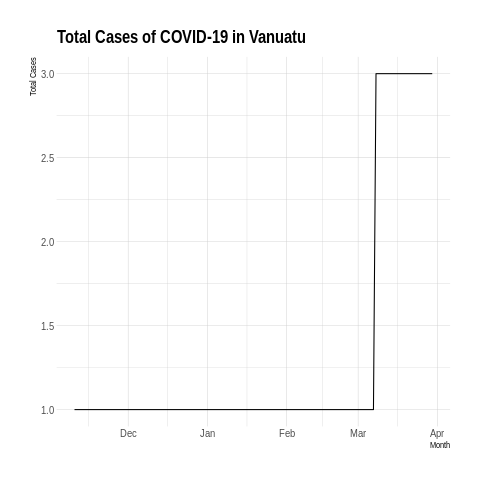 Total Cases of COVID-19 in Vanuatu
Total Cases
3.0
2.5
2.0
1.5
1.0
Dec Jan Feb Mar Apr
Month